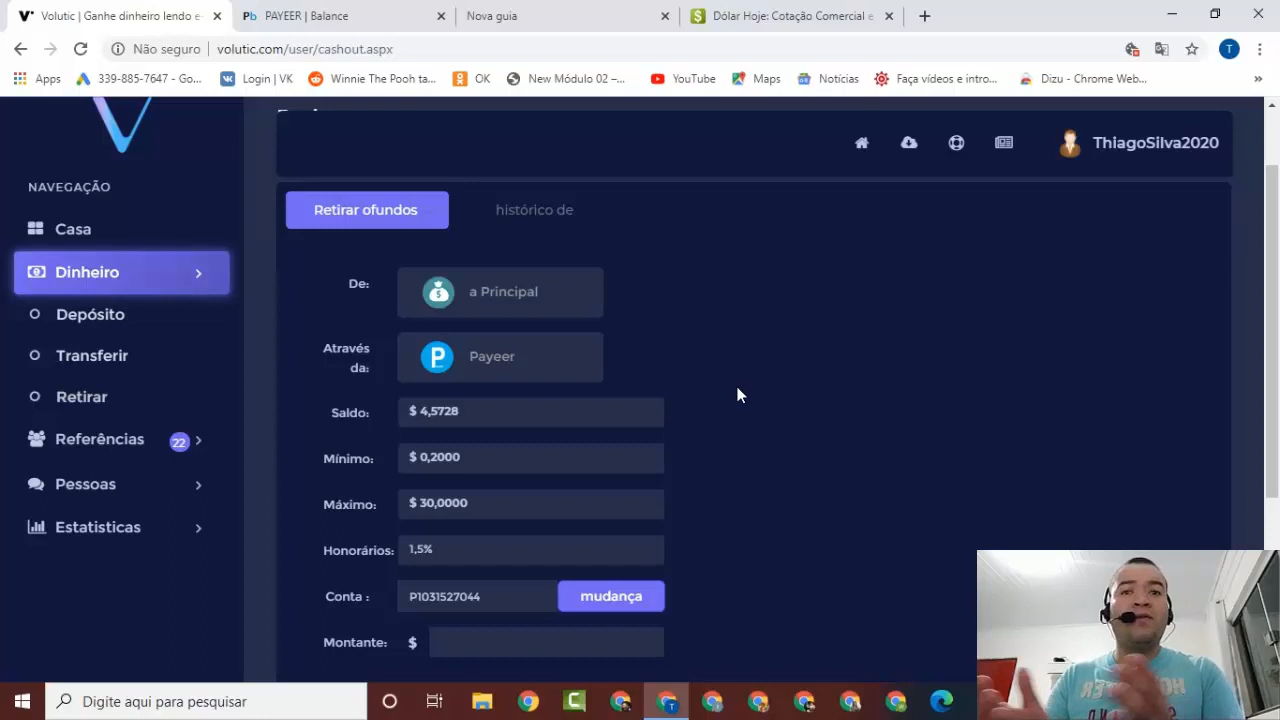 Volutic | Ganhe dinheiro lendo e
Pb PAYEER | Balance
Nova guia
Dólar Hoje: Cotação Comercial e
Não seguro | volutic.com/user/cashout.aspx
T
Apps
339-885-7647 - Go...
Login | VK
Winnie The Pooh ta...
OK
New Módulo 02 –...
YouTube
Maps
Notícias
Faça vídeos e intro...
Dizu - Chrome Web...
»
ThiagoSilva2020
NAVEGAÇÃO
Casa
Dinheiro
Depósito
Transferir
Retirar
Referências 22
Pessoas
Estatisticas
Retirar ofundos
histórico de
De: a Principal
Através da: Payeer
Saldo: $ 4,5728
Mínimo: $ 0,2000
Máximo: $ 30,0000
Honorários: 1,5%
Conta : P1031527044 mudança
Montante: $
Digite aqui para pesquisar